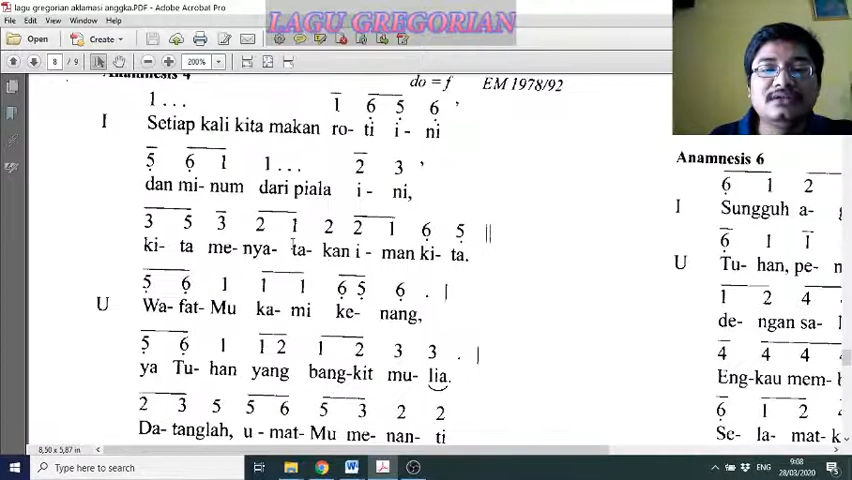 lagu gregorian aklamasi anggka.PDF - Adobe Acrobat Pro
LAGU GREGORIAN
File Edit View Window Help
Open
Create
8 / 9
200%
Anamnesis 4
do = f EM 1978/92
1 . . . 1 6 5 6 ,
I Setiap kali kita makan ro- ti i - ni
5 6 1 1 . . . 2 3 ,
dan mi- num dari piala i - ni,
3 5 3 2 1 2 2 1 6 5 ||
ki- ta me- nya- ta- kan i - man ki- ta.
5 6 1 1 1 6 5 6 . |
U Wa- fat- Mu ka- mi ke- nang,
5 6 1 1 2 1 2 3 3 . |
ya Tu- han yang bang-kit mu- lia.
2 3 5 5 6 5 3 2 2
Da- tanglah, u - mat- Mu me- nan- ti
Anamnesis 6
6 1 2
I Sungguh a-
6 1 1
U Tu- han, pe-
1 2 4
de- ngan sa-
4 4 4
Eng-kau mem-
6 1 2
Se- la- mat-
8,50 x 5,87 in
Type here to search
ENG
9:08
28/03/2020